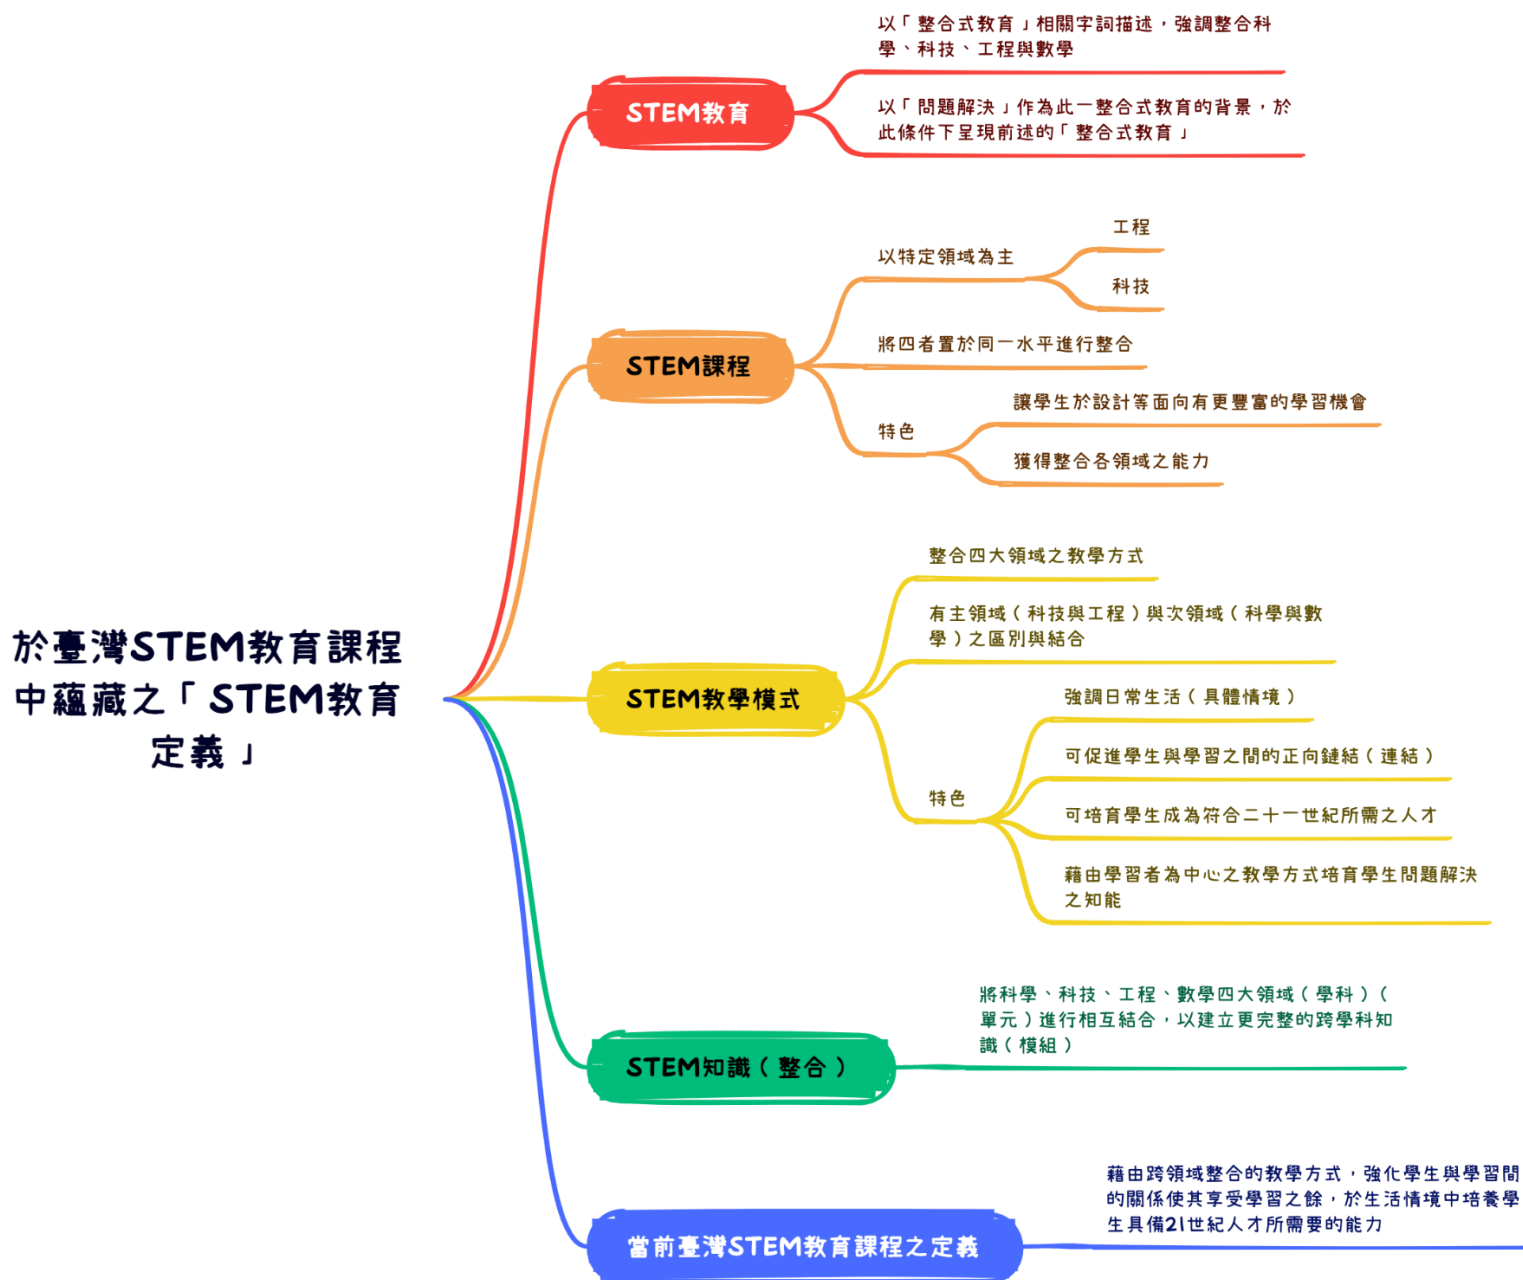 於臺灣STEM教育課程
中蘊藏之「STEM教育
定義」
STEM教育
以「整合式教育」相關字詞描述，強調整合科
學、科技、工程與數學
以「問題解決」作為此一整合式教育的背景，於
此條件下呈現前述的「整合式教育」
STEM課程
以特定領域為主
工程
科技
將四者置於同一水平進行整合
特色
讓學生於設計等面向有更豐富的學習機會
獲得整合各領域之能力
STEM教學模式
整合四大領域之教學方式
有主領域（科技與工程）與次領域（科學與數
學）之區別與結合
特色
強調日常生活（具體情境）
可促進學生與學習之間的正向鏈結（連結）
可培育學生成為符合二十一世紀所需之人才
藉由學習者為中心之教學方式培育學生問題解決
之知能
STEM知識（整合）
將科學、科技、工程、數學四大領域（學科）（
單元）進行相互結合，以建立更完整的跨學科知
識（模組）
當前臺灣STEM教育課程之定義
藉由跨領域整合的教學方式，強化學生與學習間
的關係使其享受學習之餘，於生活情境中培養學
生具備21世紀人才所需要的能力